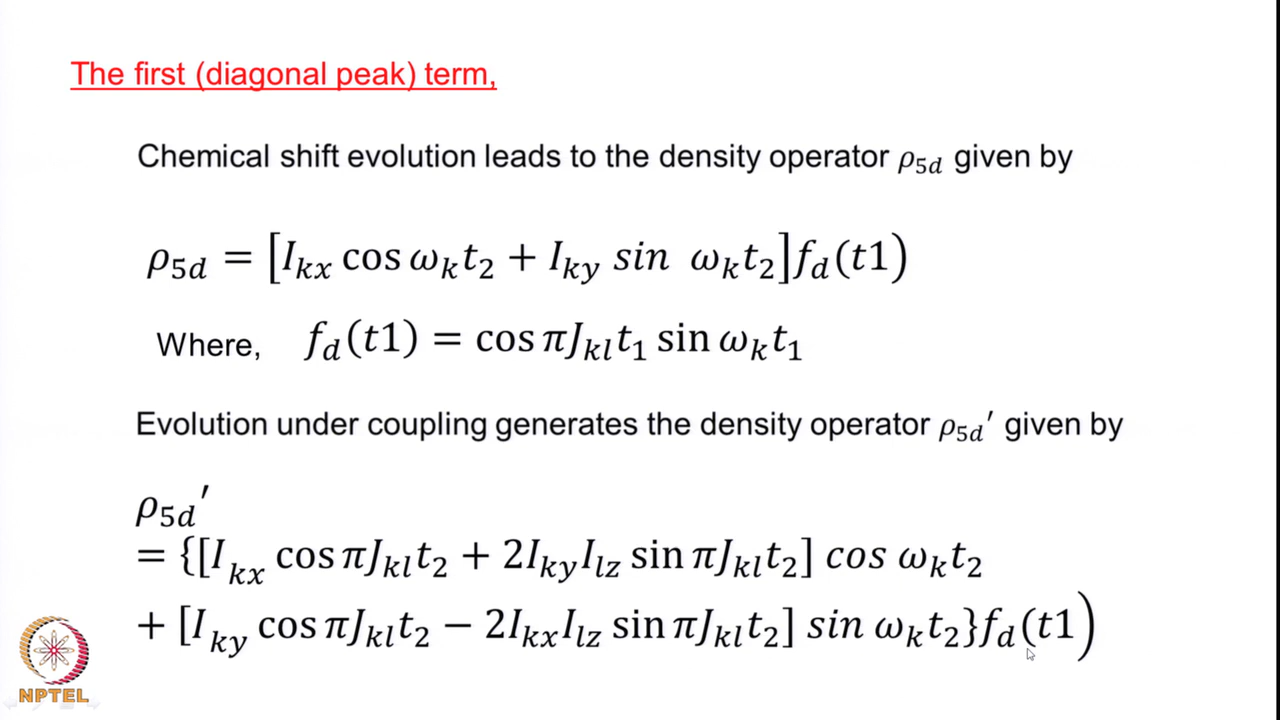 The first (diagonal peak) term,
Chemical shift evolution leads to the density operator ρ₅d given by
ρ₅d = [Iₖₓ cos ωₖt₂ + Iₖy sin ωₖt₂]f_d(t1)
Where, f_d(t1) = cos πJₖₗt₁ sin ωₖt₁
Evolution under coupling generates the density operator ρ₅d′ given by
ρ₅d′
= {[Iₖₓ cos πJₖₗt₂ + 2IₖyIₗz sin πJₖₗt₂] cos ωₖt₂
+ [Iₖy cos πJₖₗt₂ − 2IₖₓIₗz sin πJₖₗt₂] sin ωₖt₂}f_d(t1)
NPTEL